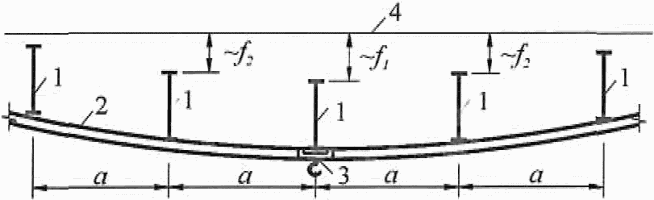 4
~f₂ ~f₁ ~f₂
1 1 1 1 1
2
3
a a a a